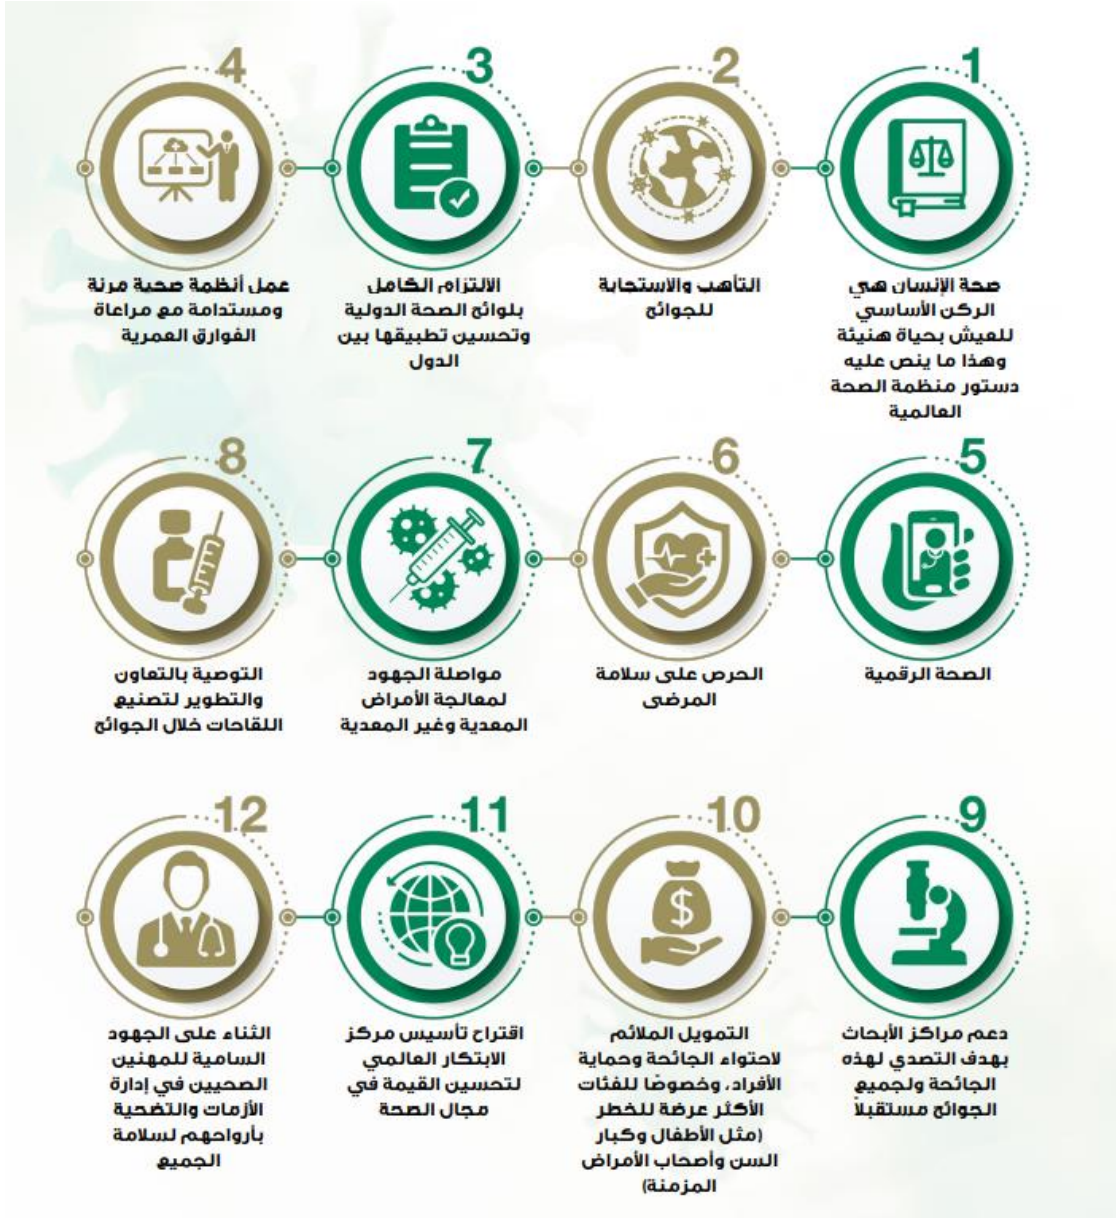 1
صحة الإنسان هي
الركن الأساسي
للعيش بحياة هنيئة
وهذا ما ينص عليه
دستور منظمة الصحة
العالمية
2
التأهب والاستجابة
للجوائح
3
الالتزام الكامل
بلوائح الصحة الدولية
وتحسين تطبيقها بين
الدول
4
عمل أنظمة صحية مرنة
ومستدامة مع مراعاة
الفوارق العمرية
5
الصحة الرقمية
6
الحرص على سلامة
المرضى
7
مواصلة الجهود
لمعالجة الأمراض
المعدية وغير المعدية
8
التوصية بالتعاون
والتطوير لتصنيع
اللقاحات خلال الجوائح
9
دعم مراكز الأبحاث
بهدف التصدي لهذه
الجائحة ولجميع
الجوائح مستقبلاً
10
$
التمويل الملائم
لاحتواء الجائحة وحماية
الأفراد، وخصوصًا للفئات
الأكثر عرضة للخطر
(مثل الأطفال وكبار
السن وأصحاب الأمراض
المزمنة)
11
اقتراح تأسيس مركز
الابتكار العالمي
لتحسين القيمة في
مجال الصحة
12
الثناء على الجهود
السامية للمهنين
الصحيين في إدارة
الأزمات والتضحية
بأرواحهم لسلامة
الجميع